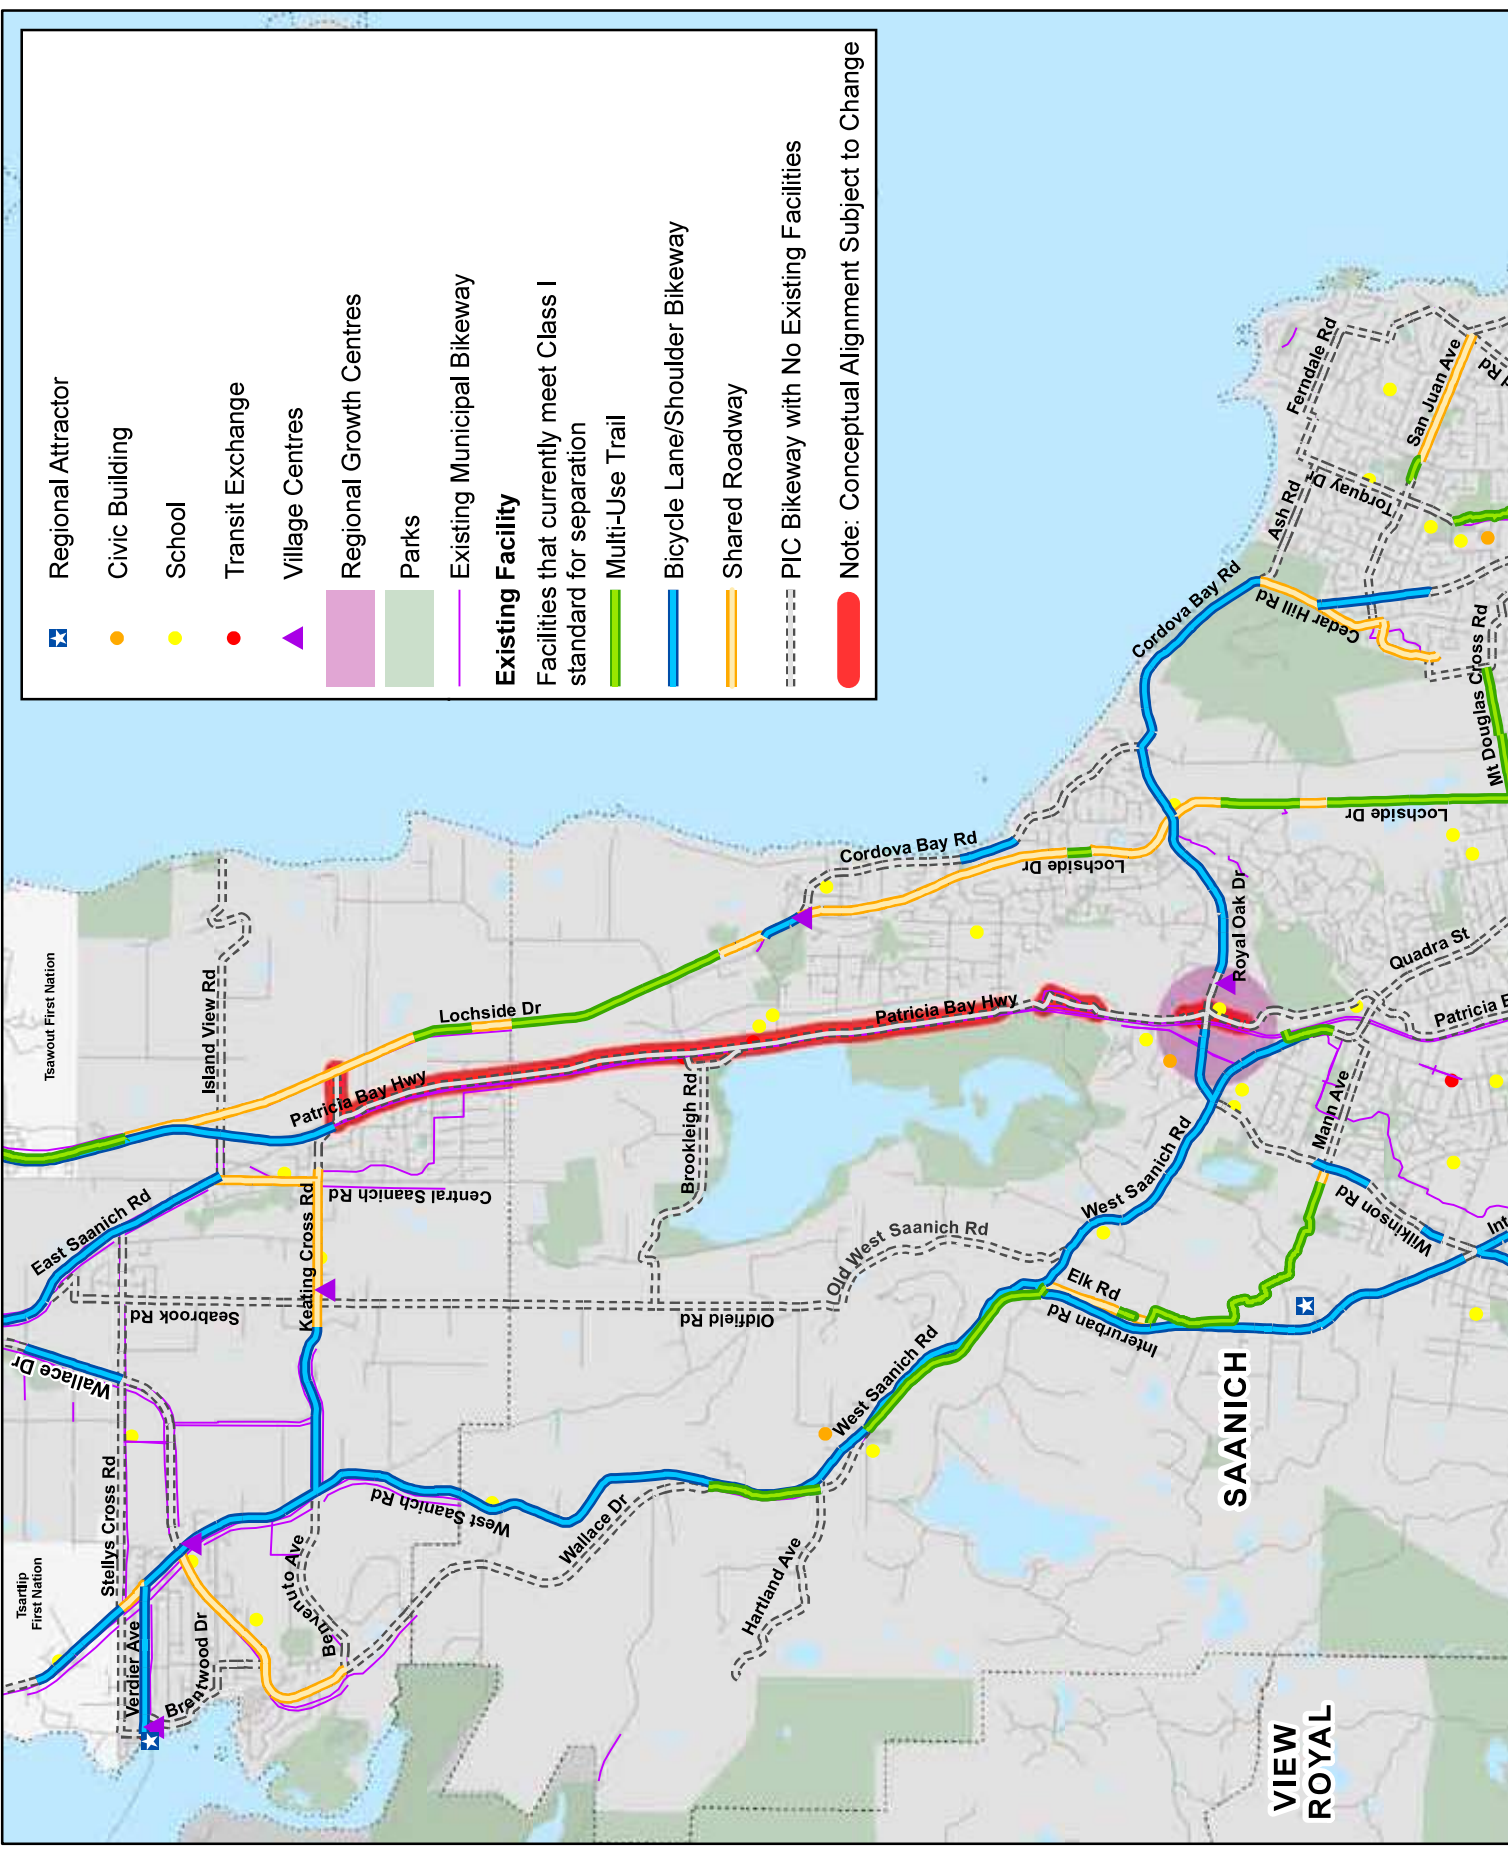 Regional Attractor
Civic Building
School
Transit Exchange
Village Centres
Regional Growth Centres
Parks
Existing Municipal Bikeway
Existing Facility
Facilities that currently meet Class I
standard for separation
Multi-Use Trail
Bicycle Lane/Shoulder Bikeway
Shared Roadway
PIC Bikeway with No Existing Facilities
Note: Conceptual Alignment Subject to Change
Tsawout First Nation
Island View Rd
Lochside Dr
Patricia Bay Hwy
East Saanich Rd
Central Saanich Rd
Keating Cross Rd
Seabrook Rd
Oldfield Rd
Wallace Dr
Stellys Cross Rd
Tsartlip
First Nation
Verdier Ave
Brentwood Dr
Benvenuto Ave
West Saanich Rd
Wallace Dr
Hartland Ave
West Saanich Rd
Old West Saanich Rd
Brookleigh Rd
Patricia Bay Hwy
Cordova Bay Rd
Lochside Dr
Cordova Bay Rd
Royal Oak Dr
West Saanich Rd
Elk Rd
Interurban Rd
Wilkinson Rd
Mann Ave
Quadra St
Patricia
Lochside Dr
Mt Douglas Cross Rd
Cedar Hill Rd
Ash Rd
Torquay Dr
Ferndale Rd
San Juan Ave
Rd
Int
SAANICH
VIEW
ROYAL